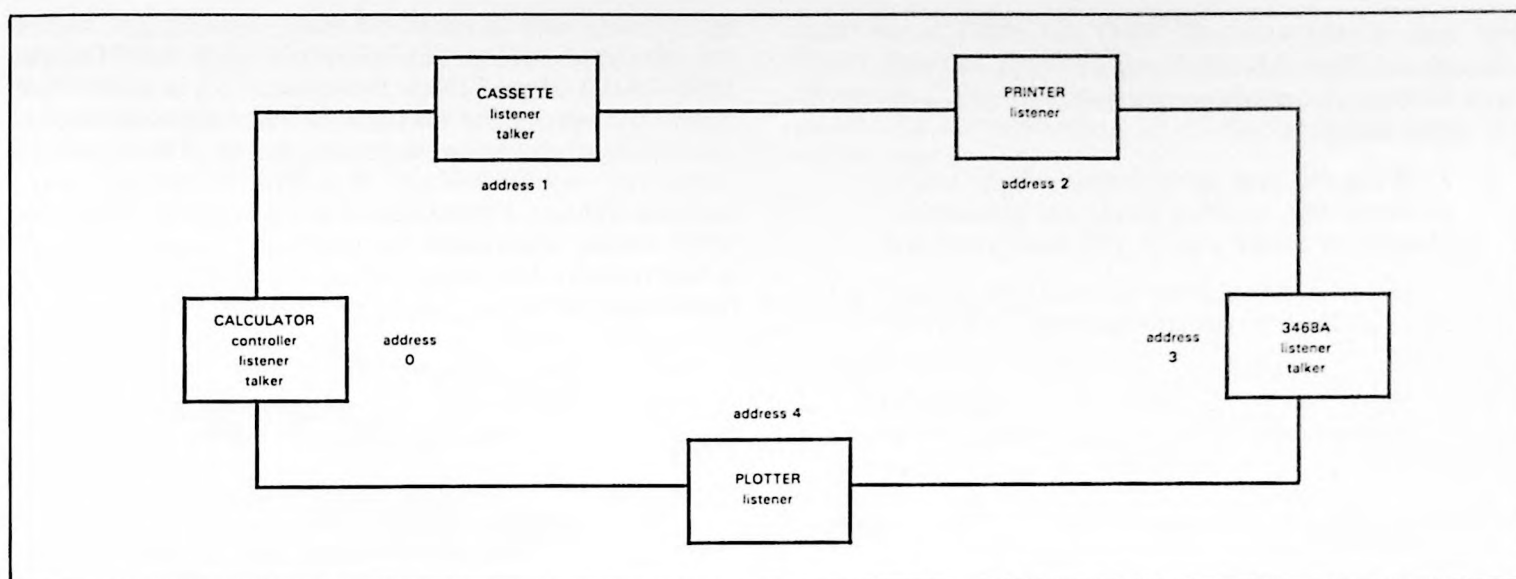 CASSETTE
listener
talker
address 1
PRINTER
listener
address 2
CALCULATOR
controller
listener
talker
address
0
address
3
3468A
listener
talker
address 4
PLOTTER
listener